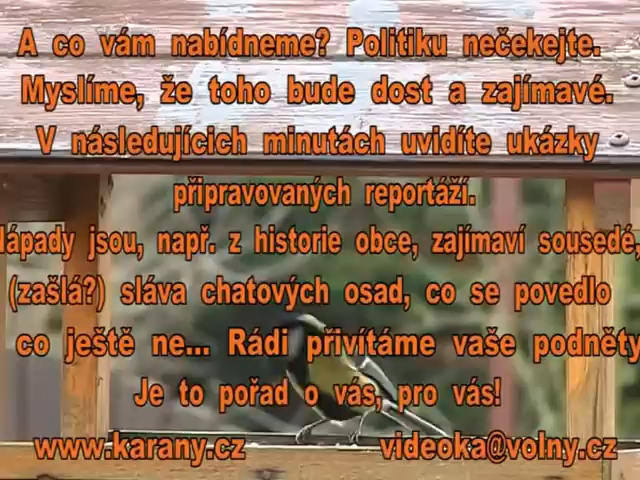 A co vám nabídneme? Politiku nečekejte.
Myslíme, že toho bude dost a zajímavé.
V následujících minutách uvidíte ukázky
připravovaných reportáží.
Nápady jsou, např. z historie obce, zajímaví sousedé,
(zašlá?) sláva chatových osad, co se povedlo
co ještě ne... Rádi přivítáme vaše podněty
Je to pořad o vás, pro vás!
www.karany.cz videoka@volny.cz